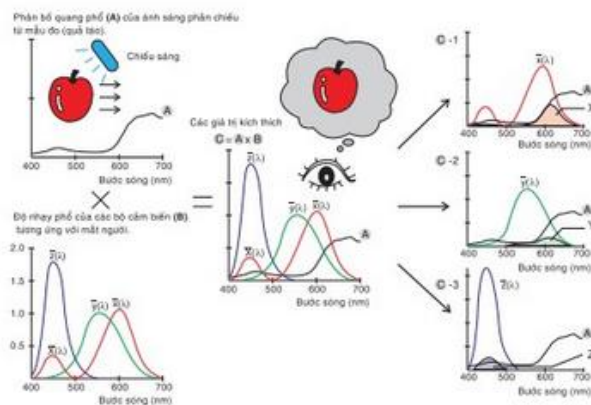 Phân bố quang phổ (A) của ánh sáng phản chiếu
từ mẫu đo (quả táo).
Chiếu sáng
A
400 500 600 700
Bước sóng (nm)
Độ nhạy phổ của các bộ cảm biến (B)
tương ứng với mắt người.
2.0
1.5
1.0
0.5
z̄(λ)
ȳ(λ)
x̄(λ)
x̄(λ)
400 500 600 700
Bước sóng (nm)
Các giá trị kích thích
C = A x B
z̄(λ)
ȳ(λ)
x̄(λ)
x̄(λ)
A
400 500 600 700
Bước sóng (nm)
C -1
x̄(λ)
A
X
400 500 600 700
Bước sóng (nm)
C -2
ȳ(λ)
A
Y
400 500 600 700
Bước sóng (nm)
C -3
z̄(λ)
A
Z
400 500 600 700
Bước sóng (nm)